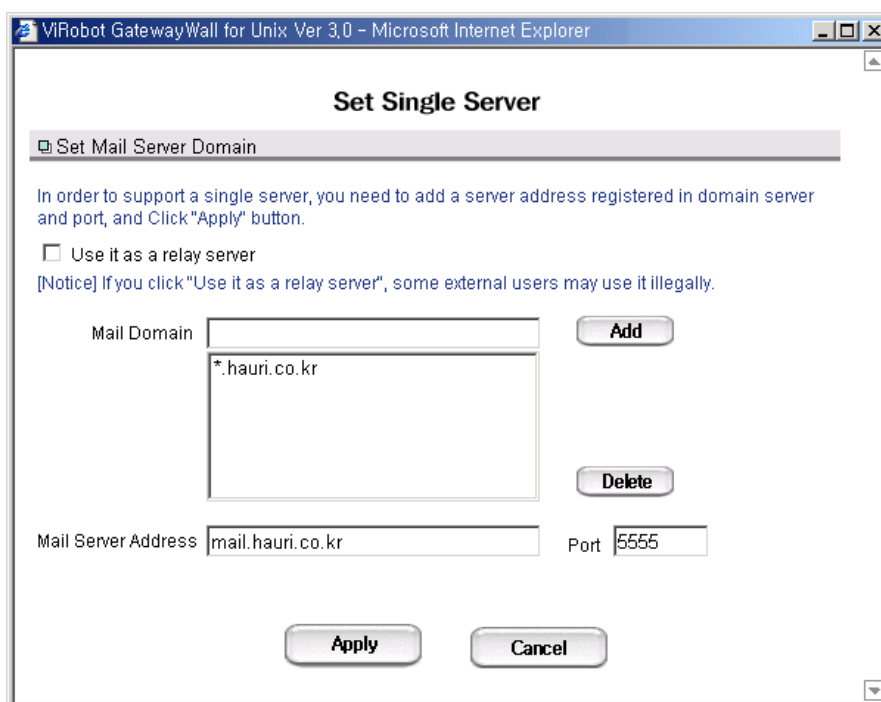 ViRobot GatewayWall for Unix Ver 3,0 - Microsoft Internet Explorer
Set Single Server
Set Mail Server Domain
In order to support a single server, you need to add a server address registered in domain server
and port, and Click "Apply" button.
Use it as a relay server
[Notice] If you click "Use it as a relay server", some external users may use it illegally.
Mail Domain
Add
*.hauri.co.kr
Delete
Mail Server Address mail.hauri.co.kr Port 5555
Apply Cancel